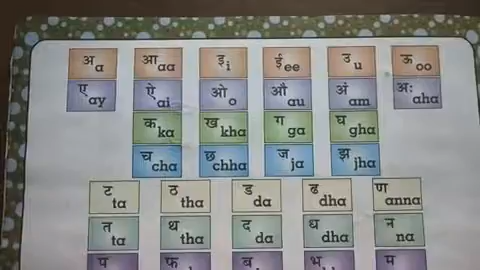 अ a आ aa इ i ई ee उ u ऊ oo
ए ay ऐ ai ओ o औ au अं am अः aha
क ka ख kha ग ga घ gha
च cha छ chha ज ja झ jha
ट ta ठ tha ड da ढ dha ण anna
त ta थ tha द da ध dha न na
प फ ब भ म